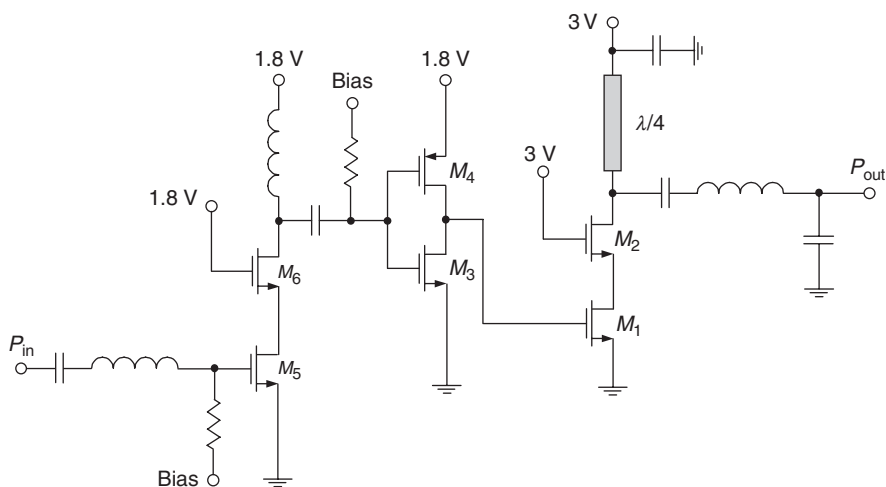 3 V
λ/4
1.8 V
Bias
1.8 V
M4
3 V
Pout
1.8 V
M2
M3
M6
M1
Pin
M5
Bias